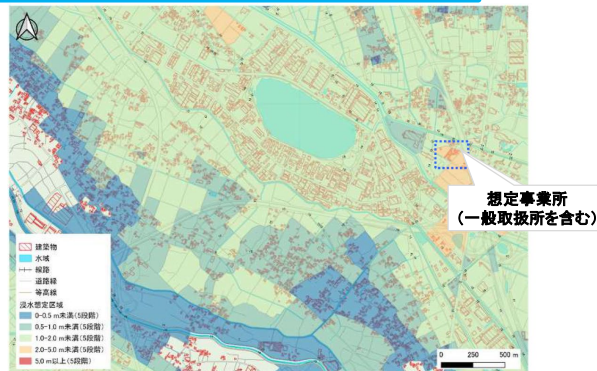 想定事業所
（一般取扱所を含む）
建築物
水域
線路
道路縁
等高線
浸水想定区域
0-0.5 m未満(5段階)
0.5-1.0 m未満(5段階)
1.0-2.0 m未満(5段階)
2.0-5.0 m未満(5段階)
5.0 m以上(5段階)
0 250 500 m